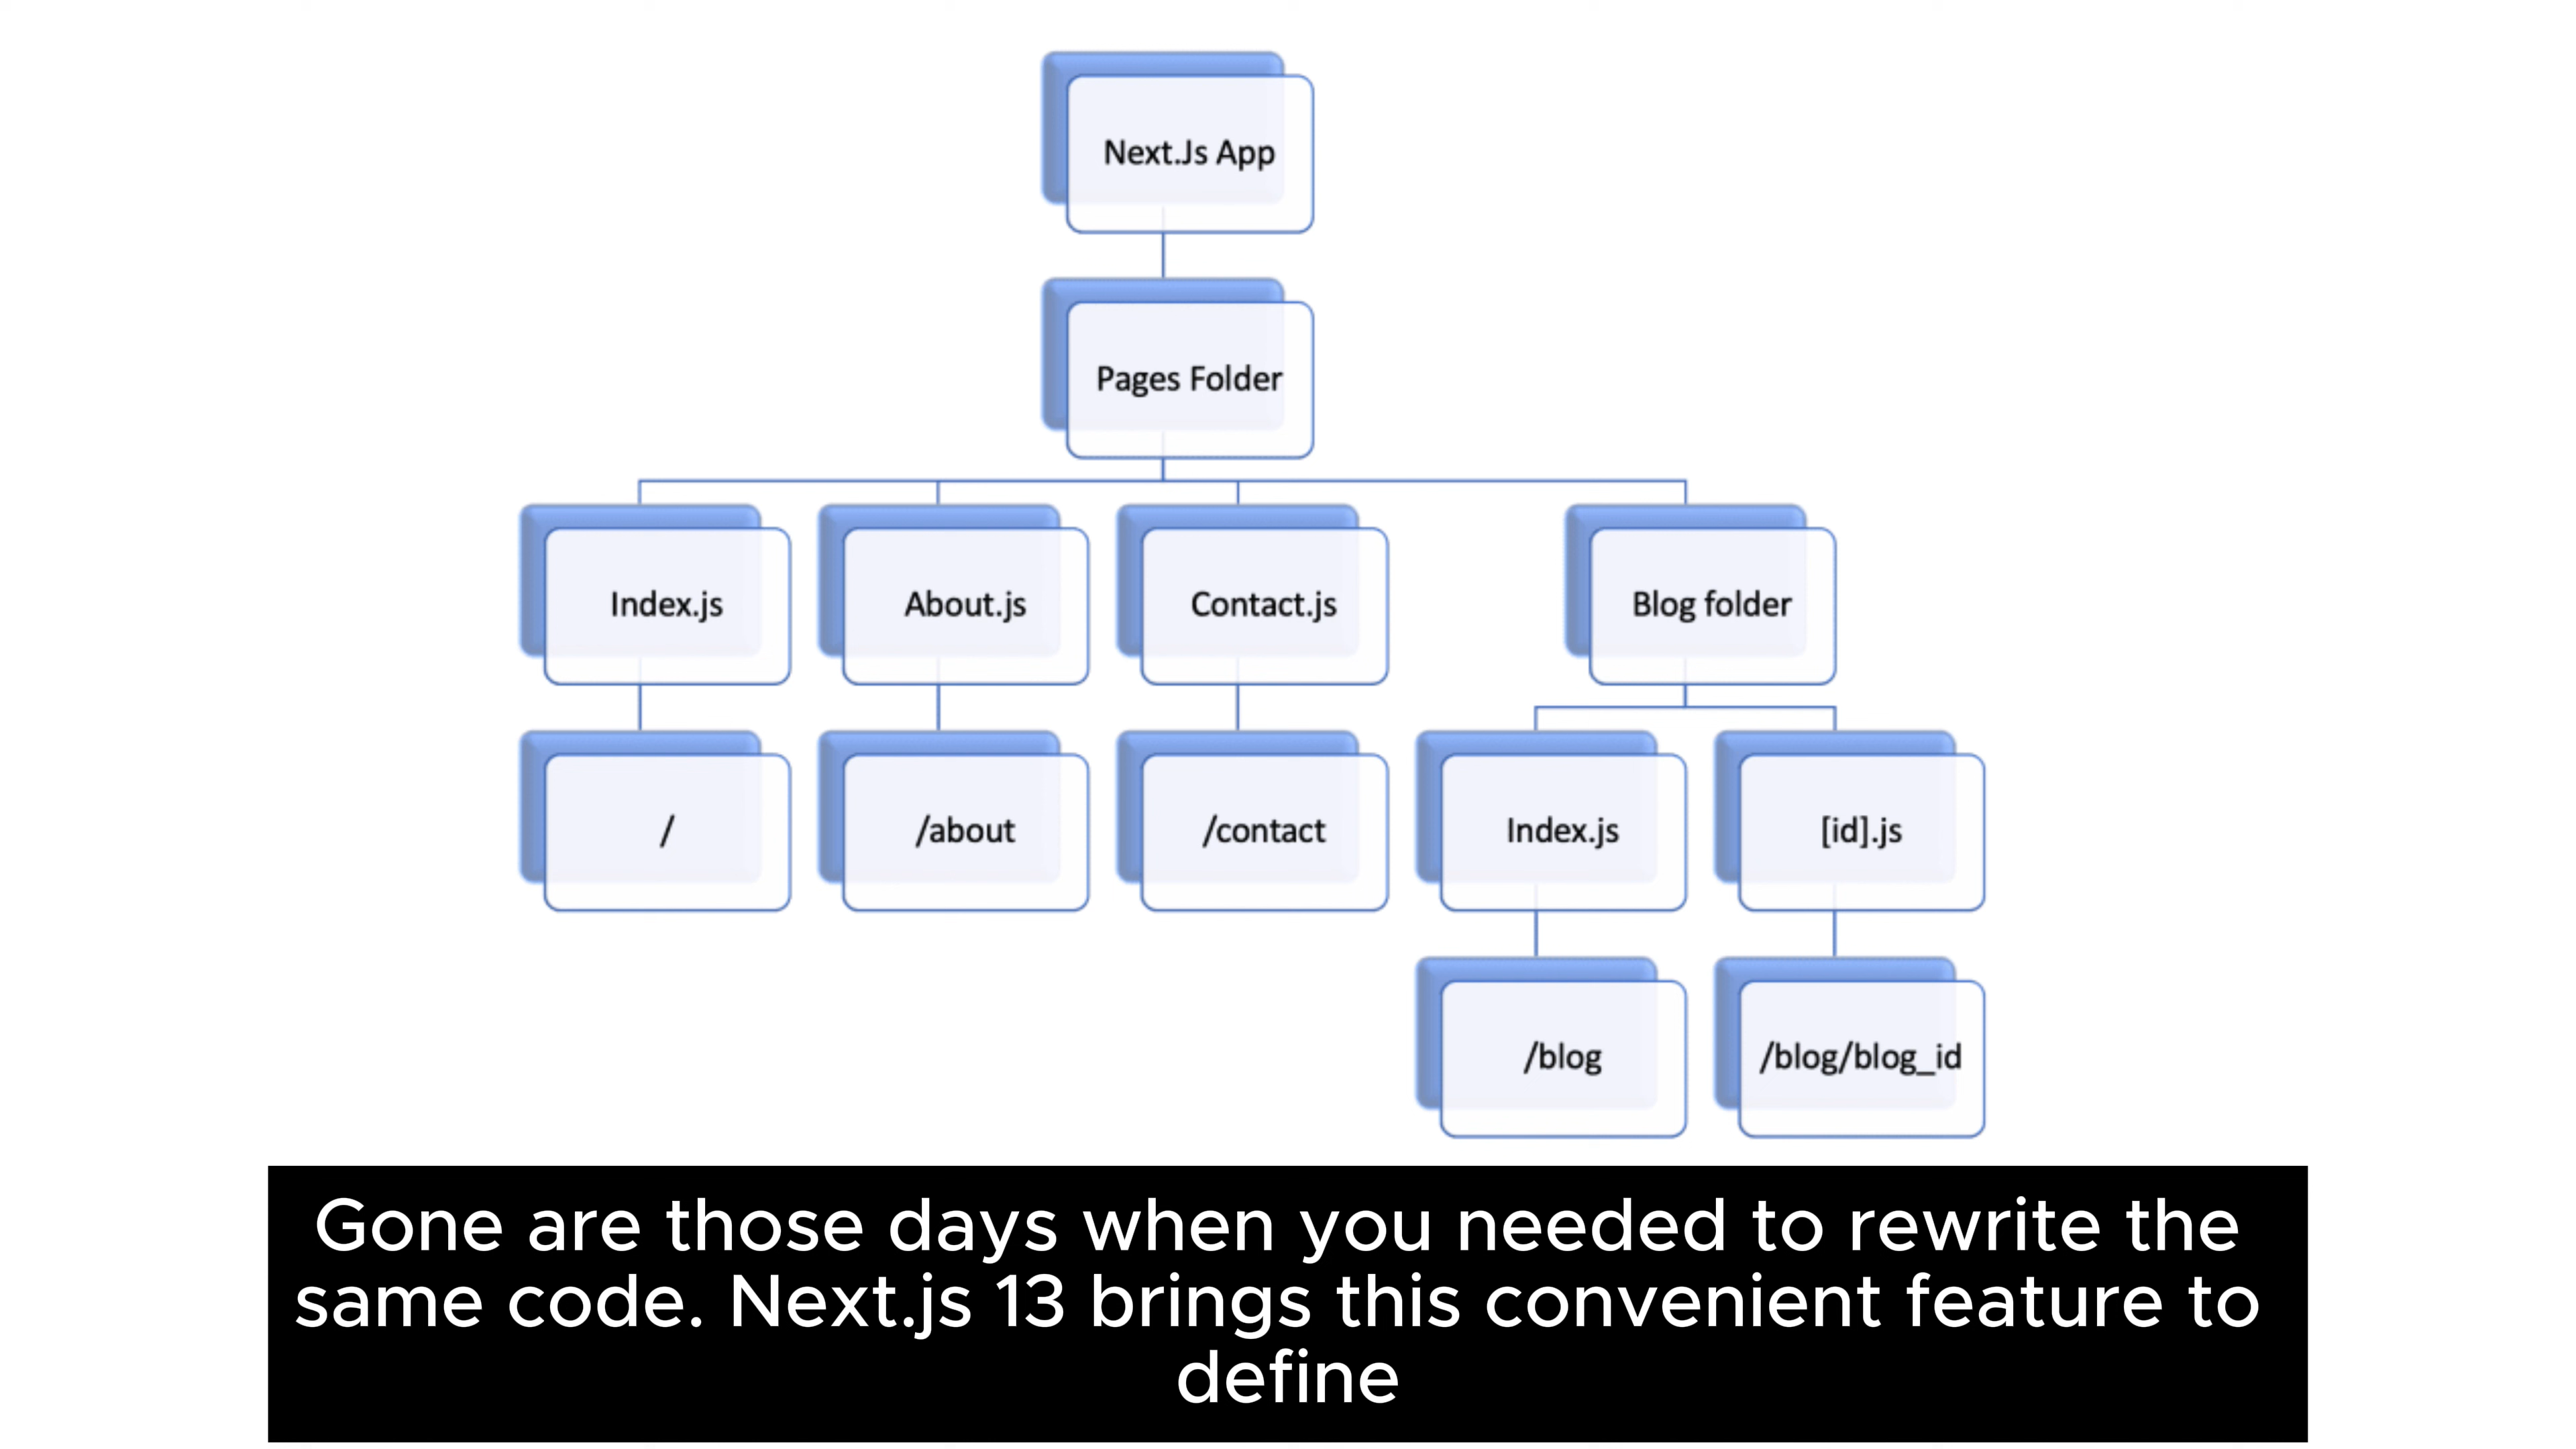 Next.Js App
Pages Folder
Index.js
About.js
Contact.js
Blog folder
/
/about
/contact
Index.js
[id].js
/blog
/blog/blog_id
Gone are those days when you needed to rewrite the
same code. Next.js 13 brings this convenient feature to
define